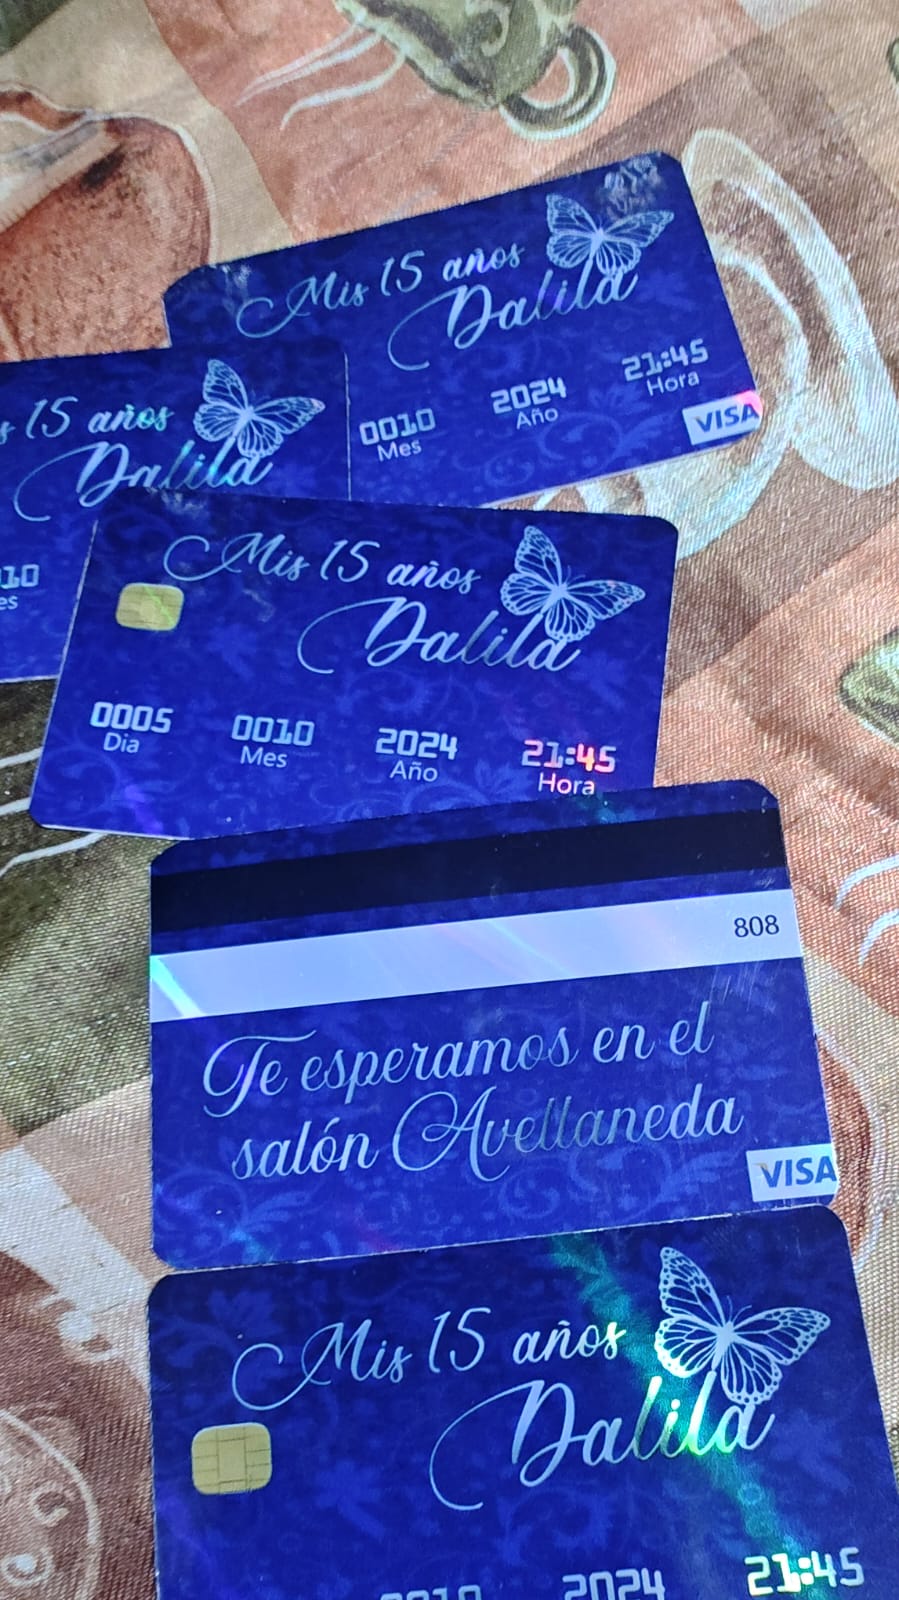 Mis 15 años
Dalila
0010 2024 21:45
Mes Año Hora
VISA
15 años
Dalila
Mis 15 años
Dalila
0005 0010 2024 21:45
Dia Mes Año Hora
808
Te esperamos en el
salón Avellaneda
VISA
Mis 15 años
Dalila
0010 2024 21:45